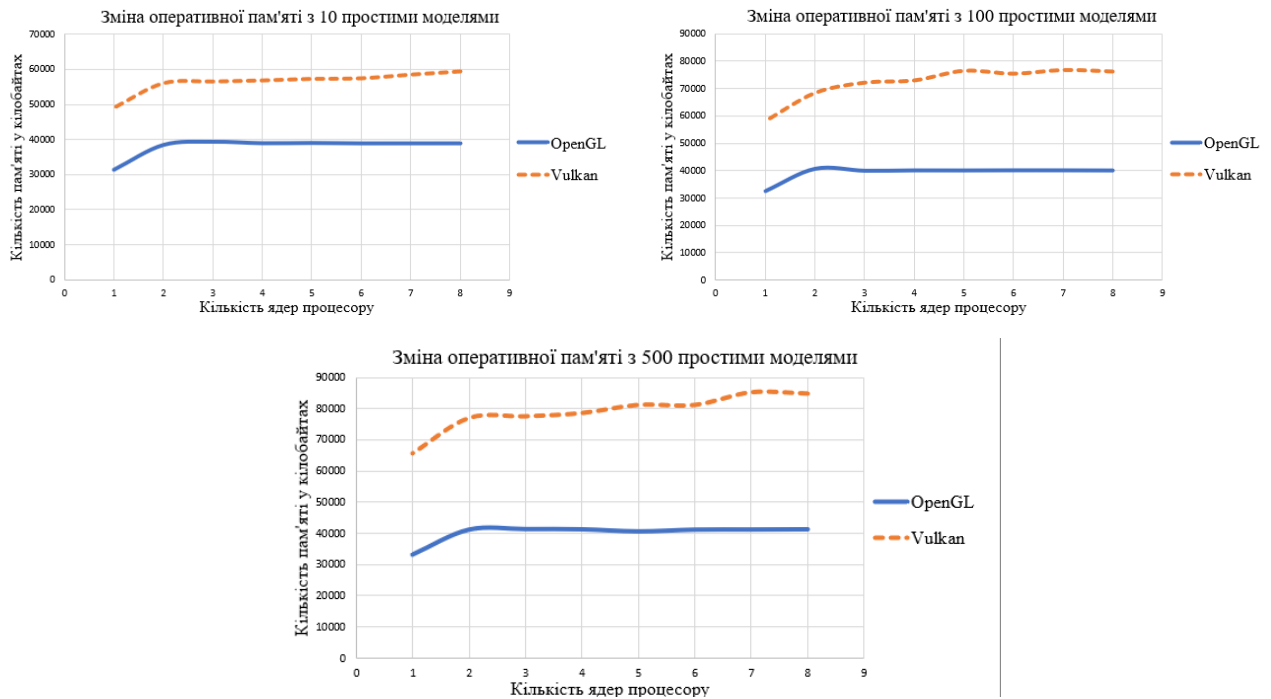 Зміна оперативної пам'яті з 10 простими моделями
Кількість пам'яті у кілобайтах
70000
60000
50000
40000
30000
20000
10000
0
0 1 2 3 4 5 6 7 8 9
Кількість ядер процесору
OpenGL
Vulkan
Зміна оперативної пам'яті з 100 простими моделями
Кількість пам'яті у кілобайтах
90000
80000
70000
60000
50000
40000
30000
20000
10000
0
0 1 2 3 4 5 6 7 8 9
Кількість ядер процесору
OpenGL
Vulkan
Зміна оперативної пам'яті з 500 простими моделями
Кількість пам'яті у кілобайтах
90000
80000
70000
60000
50000
40000
30000
20000
10000
0
0 1 2 3 4 5 6 7 8 9
Кількість ядер процесору
OpenGL
Vulkan